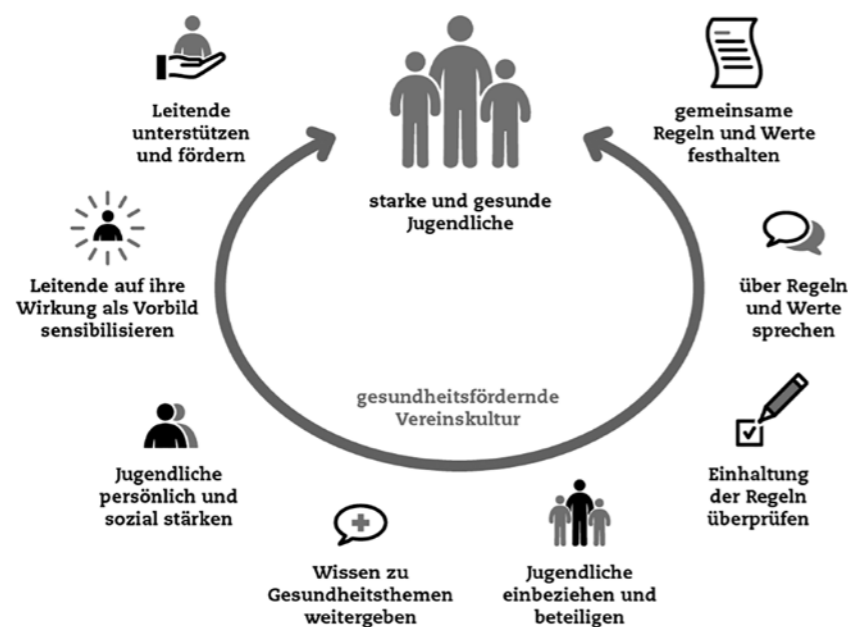 Leitende
unterstützen
und fördern
starke und gesunde
Jugendliche
gemeinsame
Regeln und Werte
festhalten
Leitende auf ihre
Wirkung als Vorbild
sensibilisieren
über Regeln
und Werte
sprechen
gesundheitsfördernde
Vereinskultur
Jugendliche
persönlich und
sozial stärken
Einhaltung
der Regeln
überprüfen
Wissen zu
Gesundheitsthemen
weitergeben
Jugendliche
einbeziehen und
beteiligen